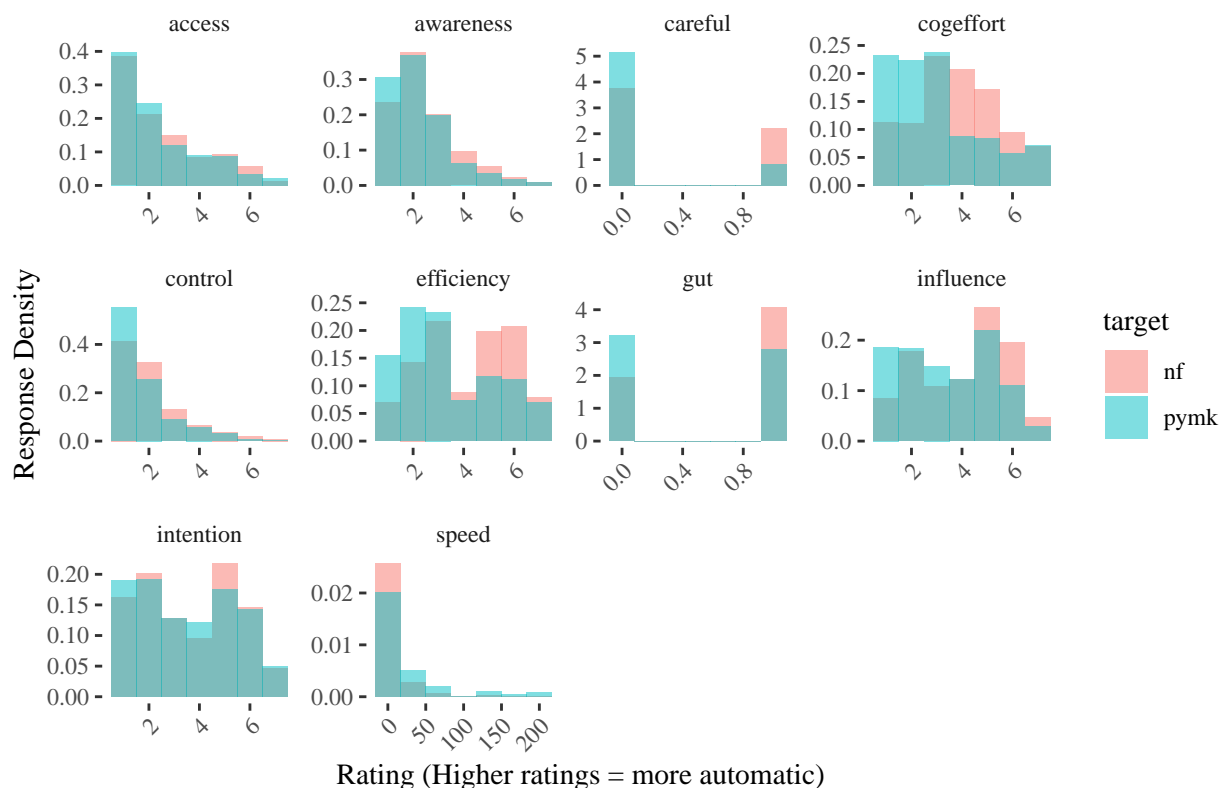 access awareness careful cogeffort
0.4 0.3 0.2 0.1 0.0
0.3 0.2 0.1 0.0
5 4 3 2 1 0
0.25 0.20 0.15 0.10 0.05 0.00
2 4 6 2 4 6 0.0 0.4 0.8 2 4 6
control efficiency gut influence
0.4 0.2 0.0
0.25 0.20 0.15 0.10 0.05 0.00
4 3 2 1 0
0.2 0.1 0.0
2 4 6 2 4 6 0.0 0.4 0.8 2 4 6
intention speed
0.20 0.15 0.10 0.05 0.00
0.02 0.01 0.00
2 4 6 0 50 100 150 200
Response Density
Rating (Higher ratings = more automatic)
target
nf
pymk